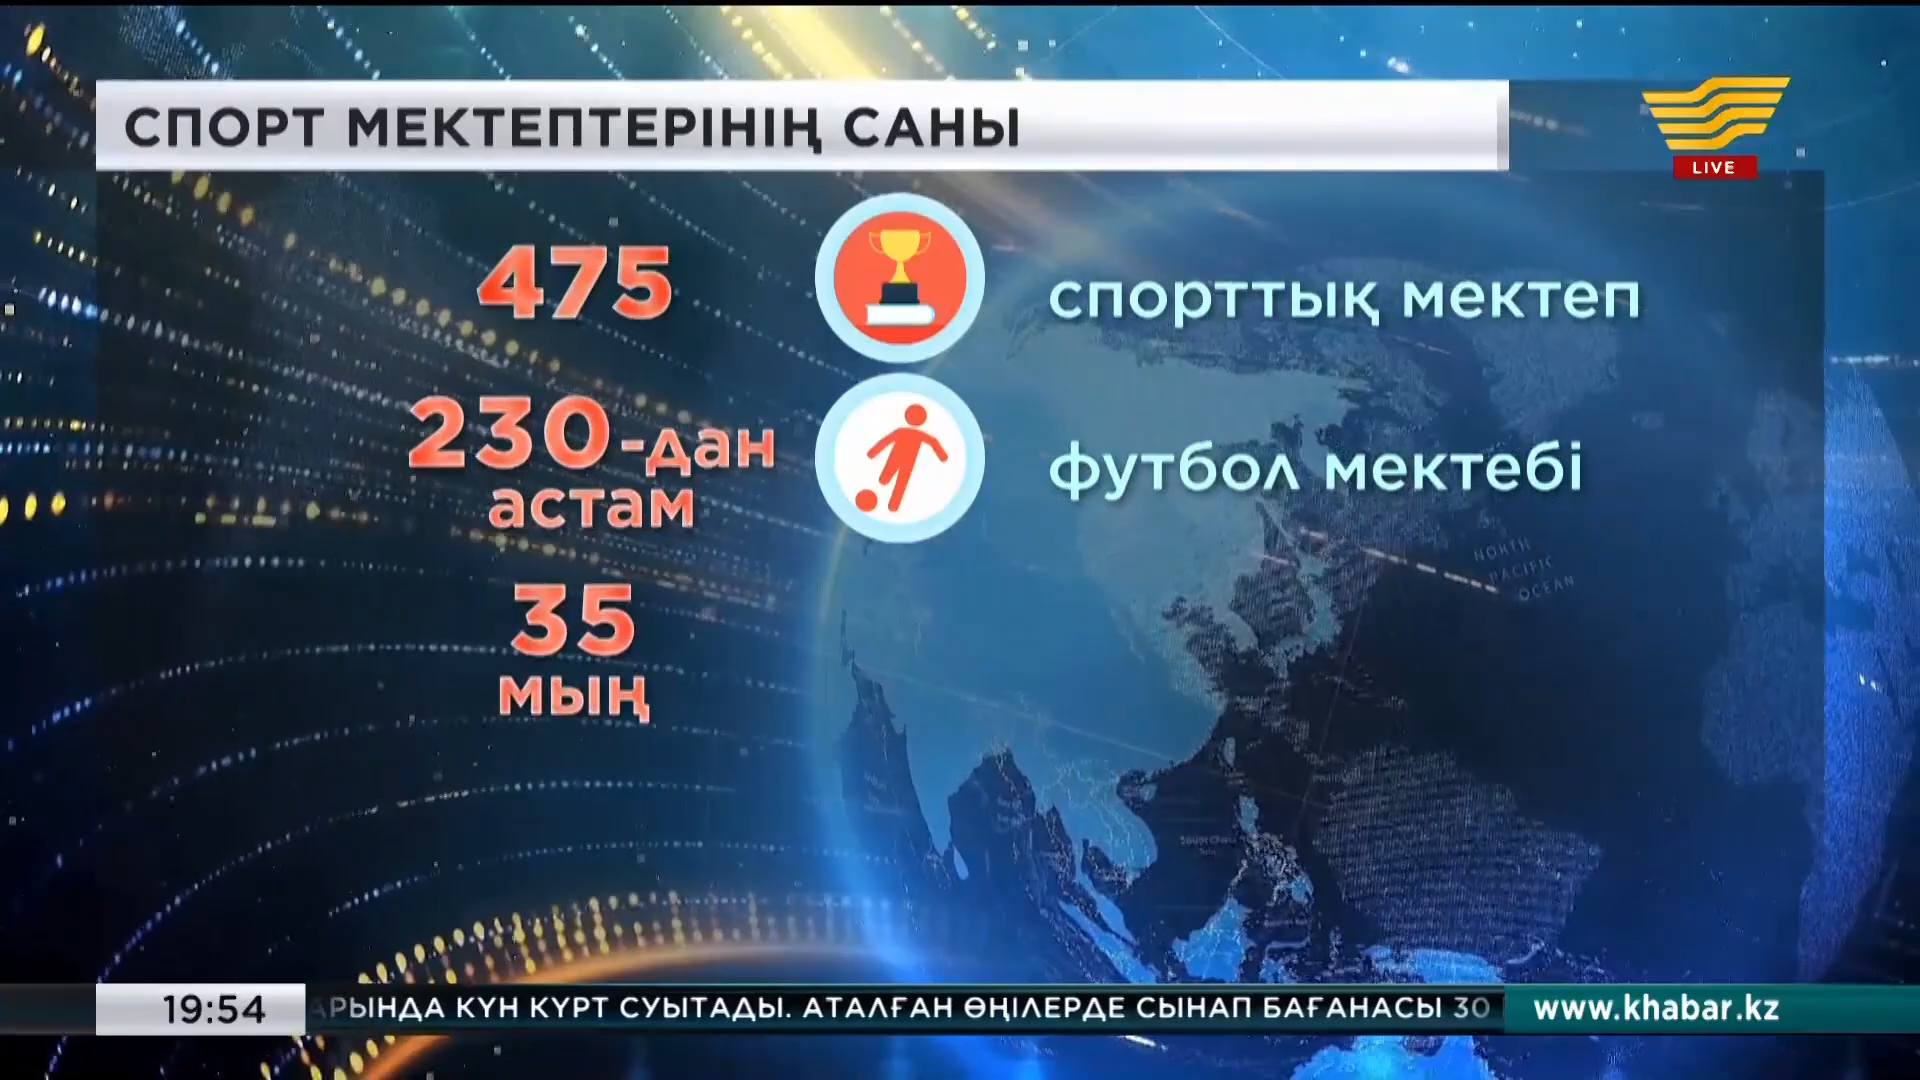 СПОРТ МЕКТЕПТЕРІНІҢ САНЫ
LIVE
475
спорттық мектеп
230-дан
астам
футбол мектебі
35
мың
NORTH
PACIFIC
OCEAN
19:54
АРЫНДА КҮН КҮРТ СУЫТАДЫ. АТАЛҒАН ӨҢІЛЕРДЕ СЫНАП БАҒАНАСЫ 30
www.khabar.kz